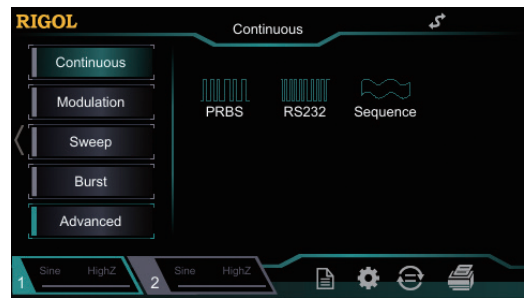 RIGOL
Continuous
Continuous
Modulation
Sweep
Burst
Advanced
PRBS RS232 Sequence
1 Sine HighZ 2 Sine HighZ